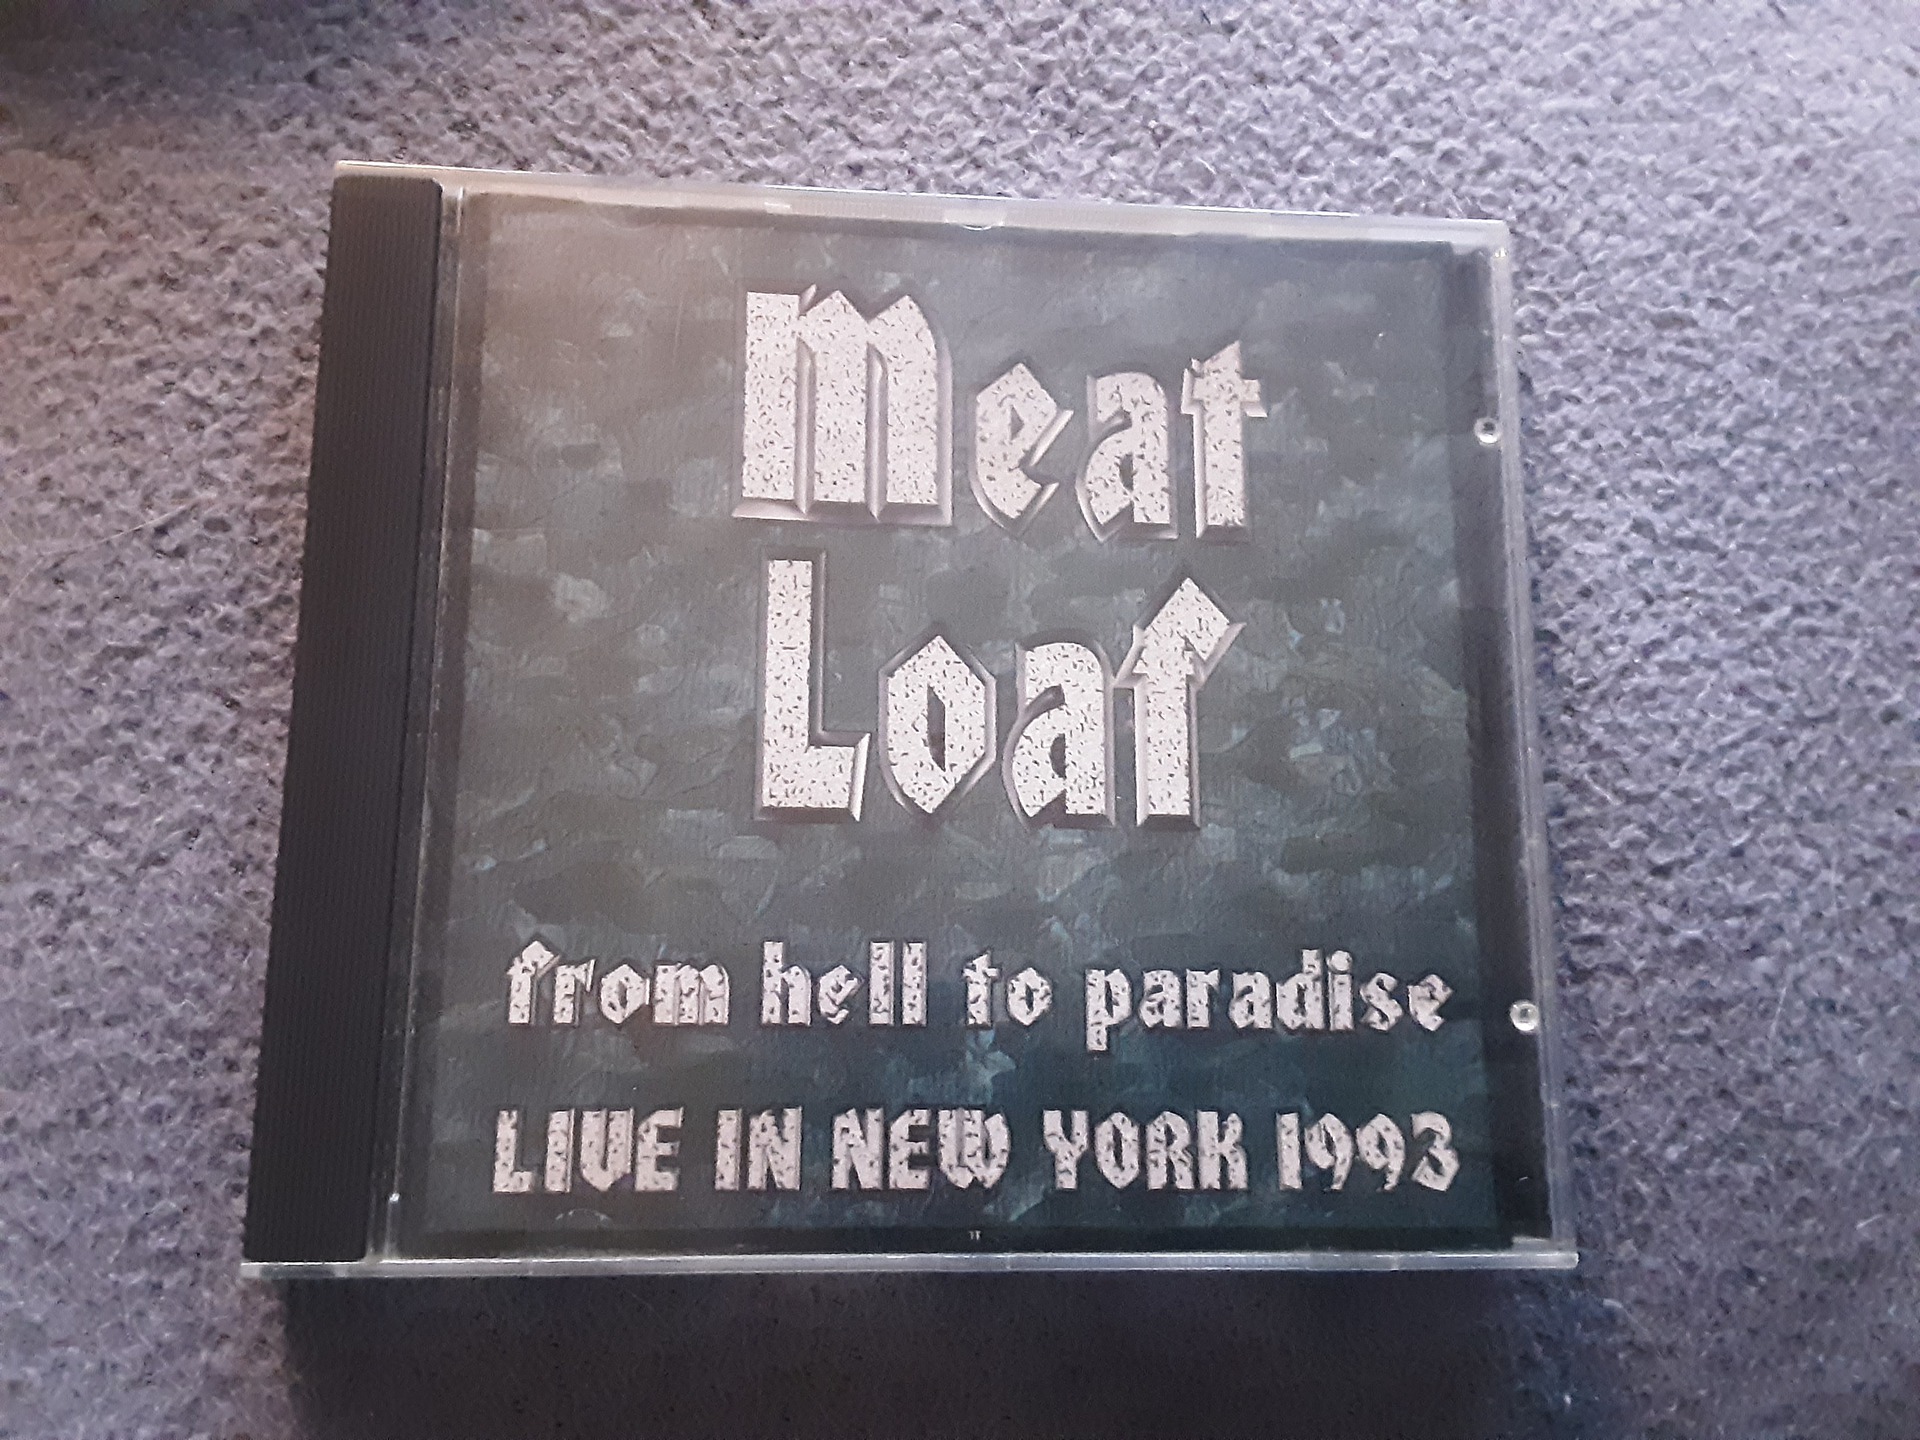 Meat
Loaf
from hell to paradise
LIVE IN NEW YORK 1993